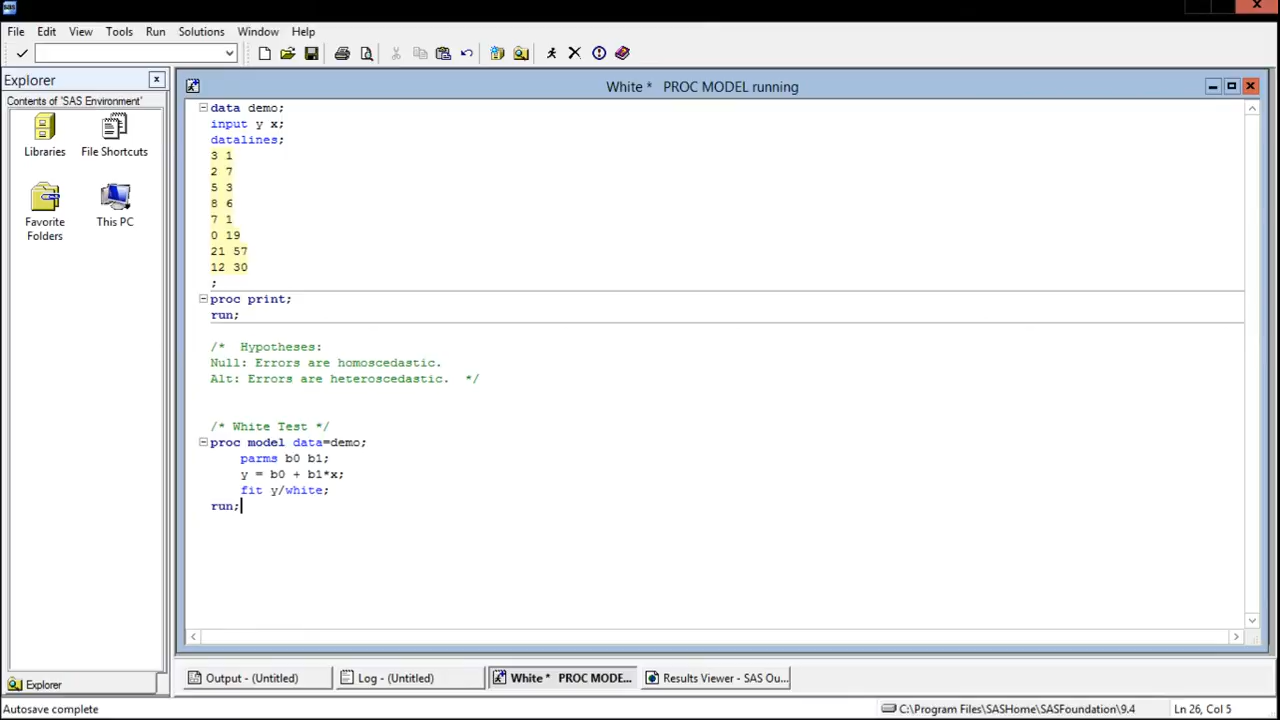 sas
File Edit View Tools Run Solutions Window Help
Explorer
Contents of 'SAS Environment'
Libraries
File Shortcuts
Favorite
Folders
This PC
Explorer
White * PROC MODEL running
data demo;
input y x;
datalines;
3 1
2 7
5 3
8 6
7 1
0 19
21 57
12 30
;
proc print;
run;
/* Hypotheses:
Null: Errors are homoscedastic.
Alt: Errors are heteroscedastic. */
/* White Test */
proc model data=demo;
parms b0 b1;
y = b0 + b1*x;
fit y/white;
run;
Output - (Untitled)
Log - (Untitled)
White * PROC MODE...
Results Viewer - SAS Ou...
Autosave complete
C:\Program Files\SASHome\SASFoundation\9.4
Ln 26, Col 5